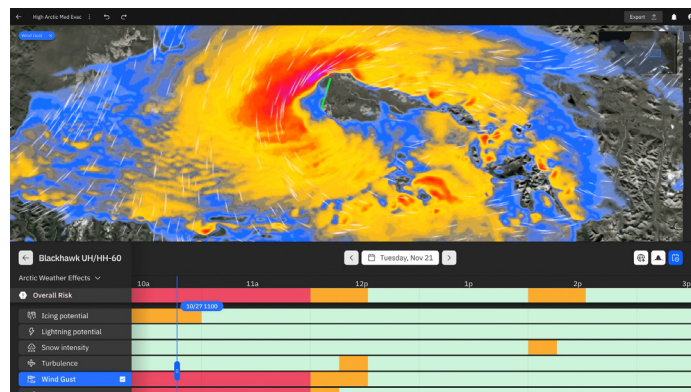 High Arctic Med Evac
Export
Wind Gust ×
Blackhawk UH/HH-60
Tuesday, Nov 21
Arctic Weather Effects
10a 11a 12p 1p 2p 3p
Overall Risk
10/27 1100
Icing potential
Lightning potential
Snow intensity
Turbulence
Wind Gust